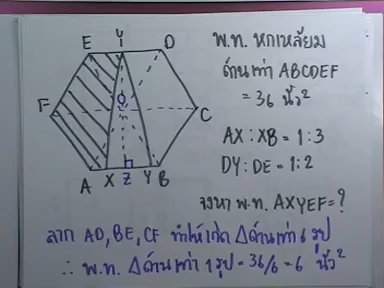 E Y D
F O C
A X Z Y B
พ.ท. หกเหลี่ยม
ด้านเท่า ABCDEF
= 36 นิ้ว²
AX : XB = 1 : 3
DY : DE = 1 : 2
จงหา พ.ท. AXYEF = ?
ลาก AD, BE, CF ทำให้เกิด Δด้านเท่า 6 รูป
∴ พ.ท. Δด้านเท่า 1 รูป = 36/6 = 6 นิ้ว²